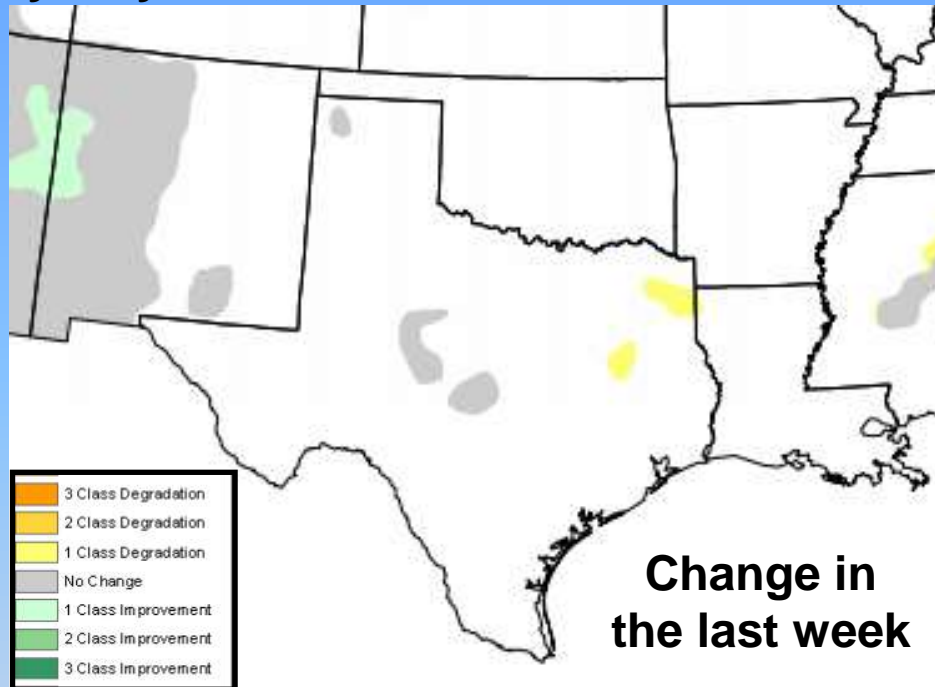 3 Class Degradation
2 Class Degradation
1 Class Degradation
No Change
1 Class Improvement
2 Class Improvement
3 Class Improvement
Change in
the last week